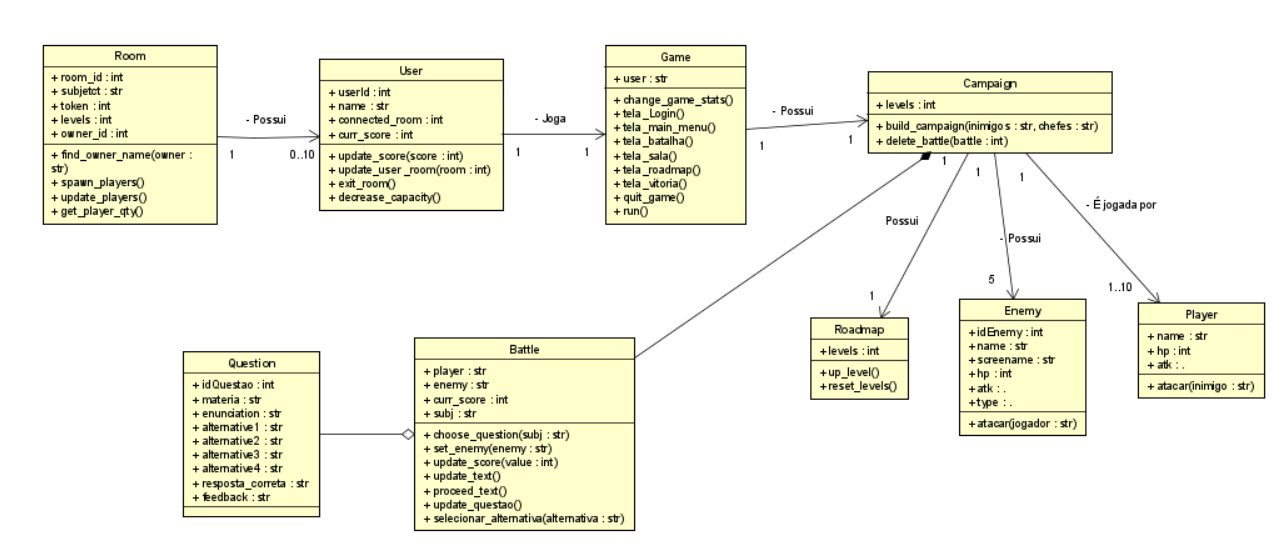 Room
+ room_id : int
+ subjetct : str
+ token : int
+ levels : int
+ owner_id : int
+ find_owner_name(owner :
str)
+ spawn_players()
+ update_players()
+ get_player_qty()
- Possui
1
0..10
User
+ userId : int
+ name : str
+ connected_room : int
+ curr_score : int
+ update_score(score : int)
+ update_user_room(room : int)
+ exit_room()
+ decrease_capacity()
- Joga
1
1
Game
+ user : str
+ change_game_stats()
+ tela_Login()
+ tela_main_menu()
+ tela_batalha()
+ tela_sala()
+ tela_roadmap()
+ tela_vitoria()
+ quit_game()
+ run()
- Possui
1
1
Campaign
+ levels : int
+ build_campaign(inimigos : str, chefes : str)
+ delete_battle(battle : int)
1
1
1
Possui
- Possui
- É jogada por
1
5
1..10
Roadmap
+ levels : int
+ up_level()
+ reset_levels()
Enemy
+ idEnemy : int
+ name : str
+ screename : str
+ hp : int
+ atk : .
+ type : .
+ atacar(jogador : str)
Player
+ name : str
+ hp : int
+ atk : .
+ atacar(inimigo : str)
Question
+ idQuestao : int
+ materia : str
+ enunciation : str
+ alternative1 : str
+ alternative2 : str
+ alternative3 : str
+ alternative4 : str
+ resposta_correta : str
+ feedback : str
Battle
+ player : str
+ enemy : str
+ curr_score : int
+ subj : str
+ choose_question(subj : str)
+ set_enemy(enemy : str)
+ update_score(value : int)
+ update_text()
+ proceed_text()
+ update_questao()
+ selecionar_alternativa(alternativa : str)